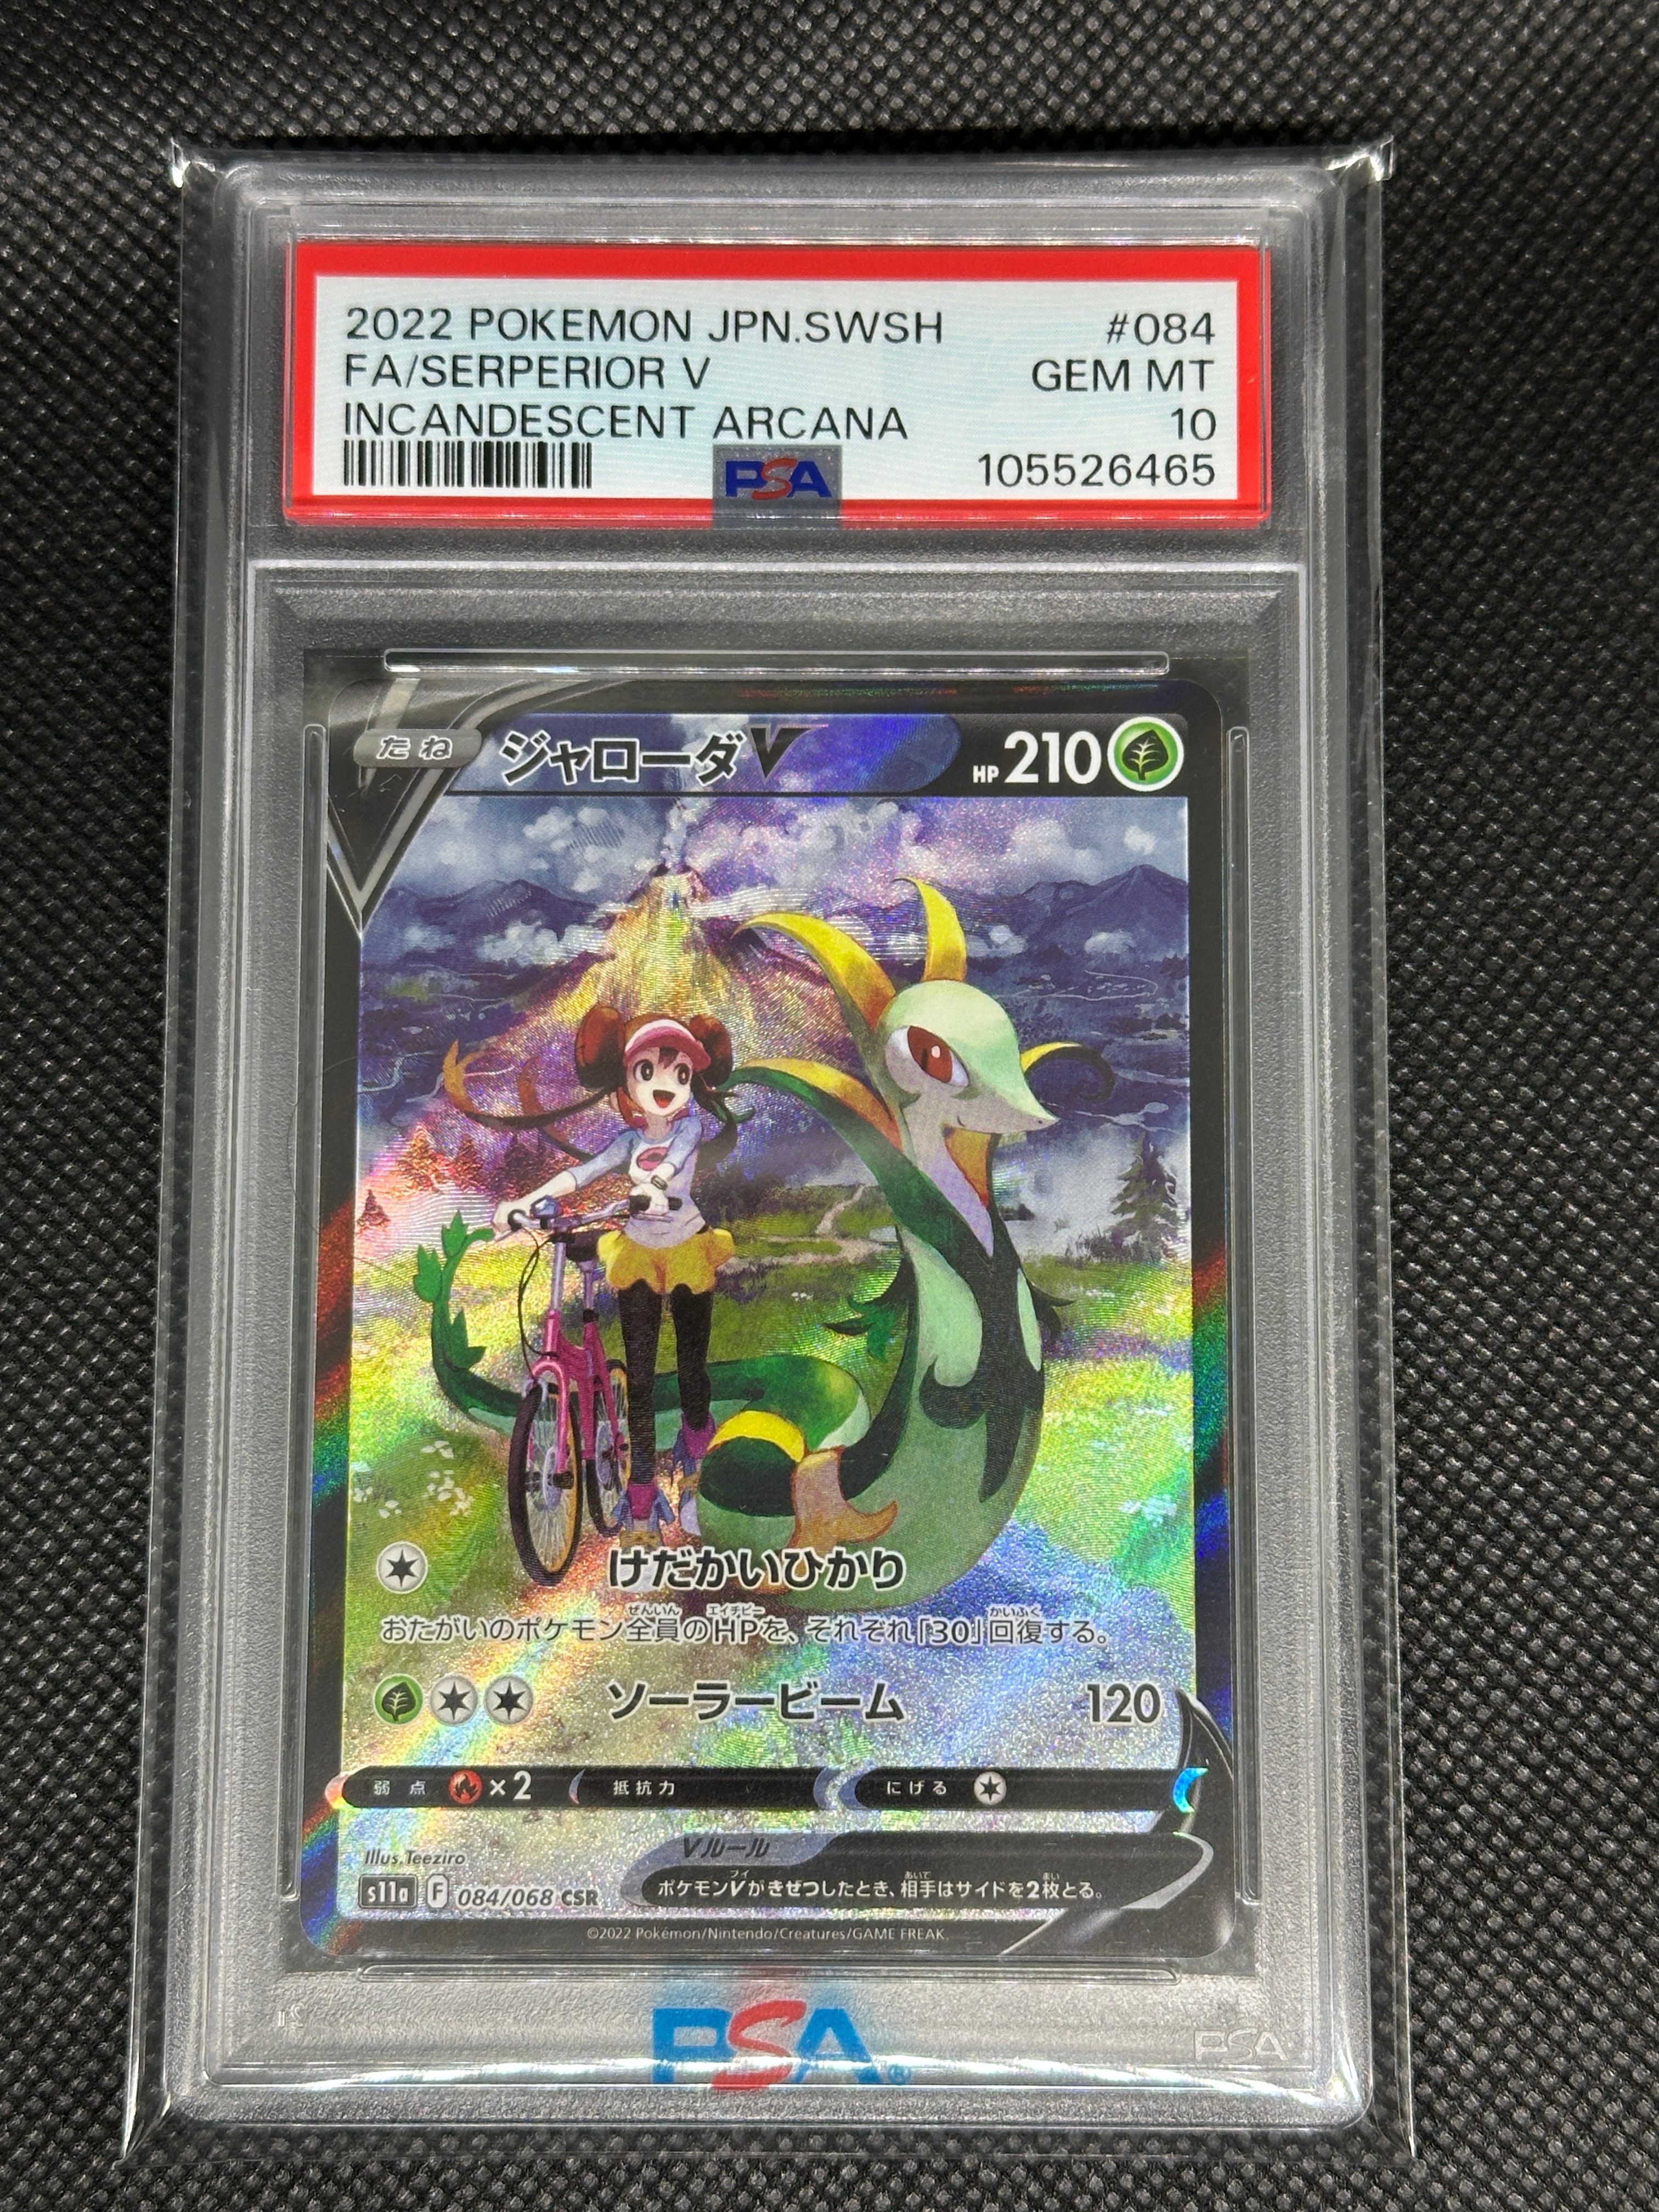 2022 POKEMON JPN.SWSH #084
FA/SERPERIOR V GEM MT
INCANDESCENT ARCANA 10
PSA 105526465
たね ジャローダV HP 210
けだかいひかり
おたがいのポケモン全員のHPを、それぞれ「30」回復する。
ソーラービーム 120
弱点 ×2 抵抗力 にげる
Illus. Teeziro
Vルール
ポケモンVがきぜつしたとき、相手はサイドを2枚とる。
s11a F 084/068 CSR
©2022 Pokémon/Nintendo/Creatures/GAME FREAK.
PSA®
PSA